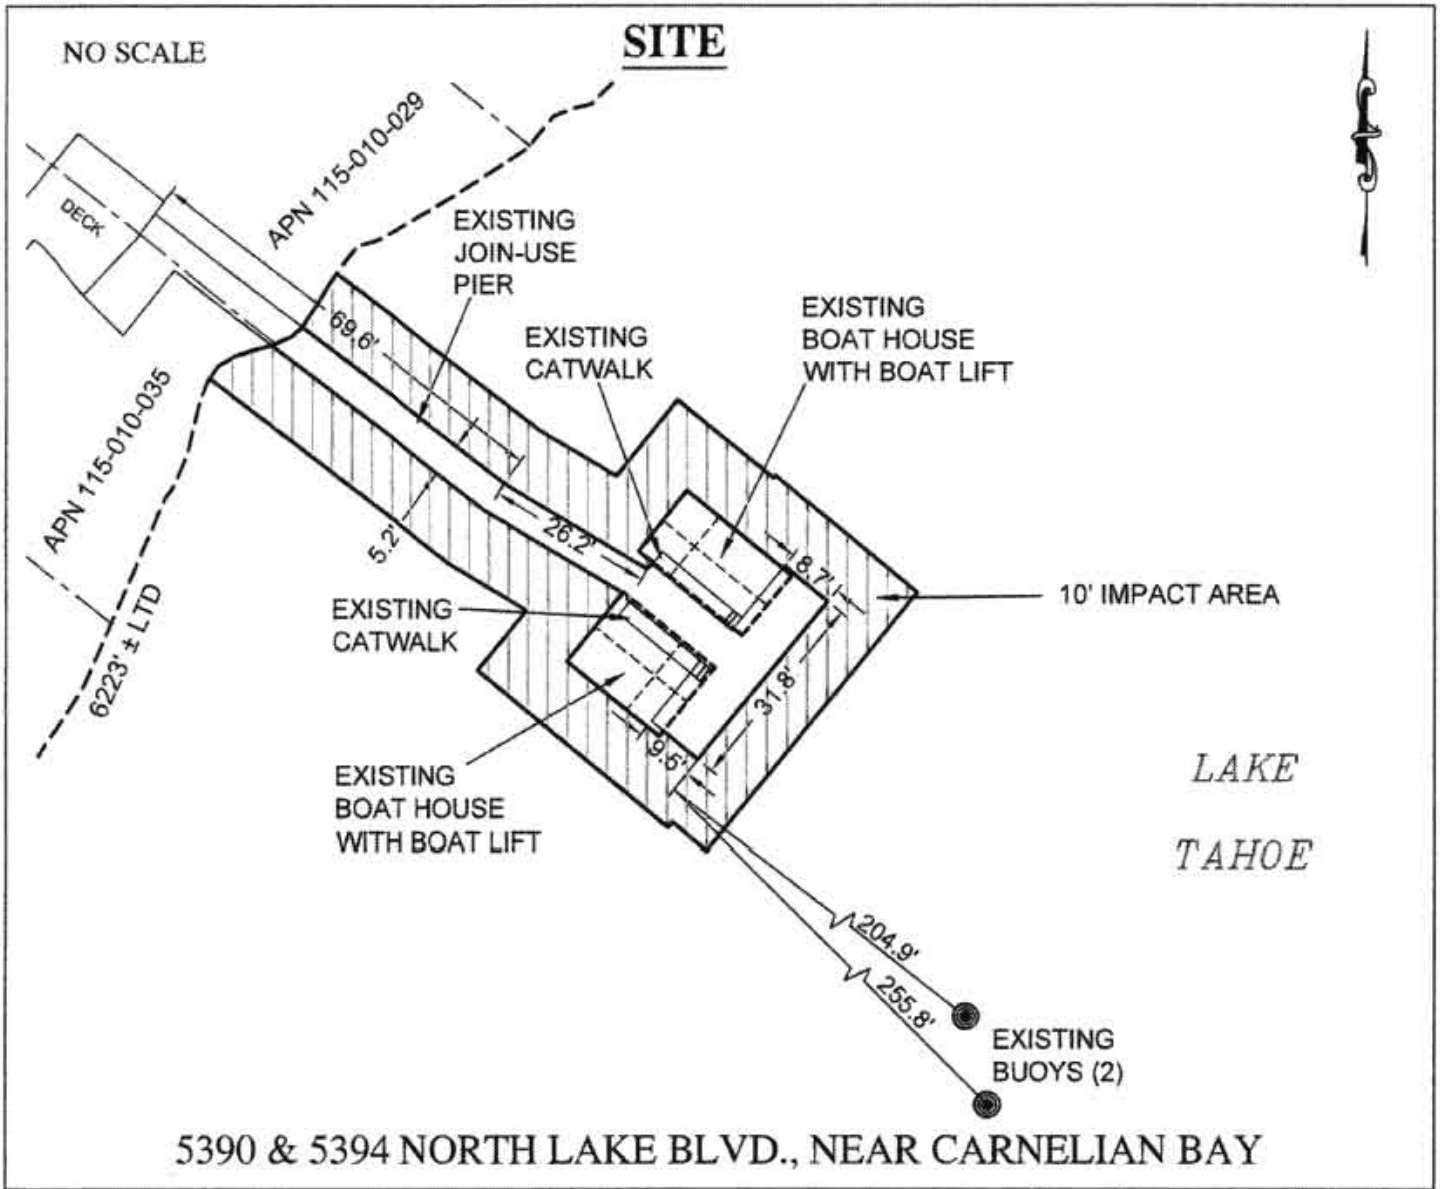 NO SCALE
SITE
APN 115-010-029
DECK
EXISTING
JOIN-USE
PIER
EXISTING
CATWALK
EXISTING
BOAT HOUSE
WITH BOAT LIFT
69.6'
APN 115-010-035
5.2'
26.2'
8.7'
10' IMPACT AREA
EXISTING
CATWALK
6223' ± LTD
31.8'
9.5'
EXISTING
BOAT HOUSE
WITH BOAT LIFT
LAKE
TAHOE
204.9'
255.8'
EXISTING
BUOYS (2)
5390 & 5394 NORTH LAKE BLVD., NEAR CARNELIAN BAY